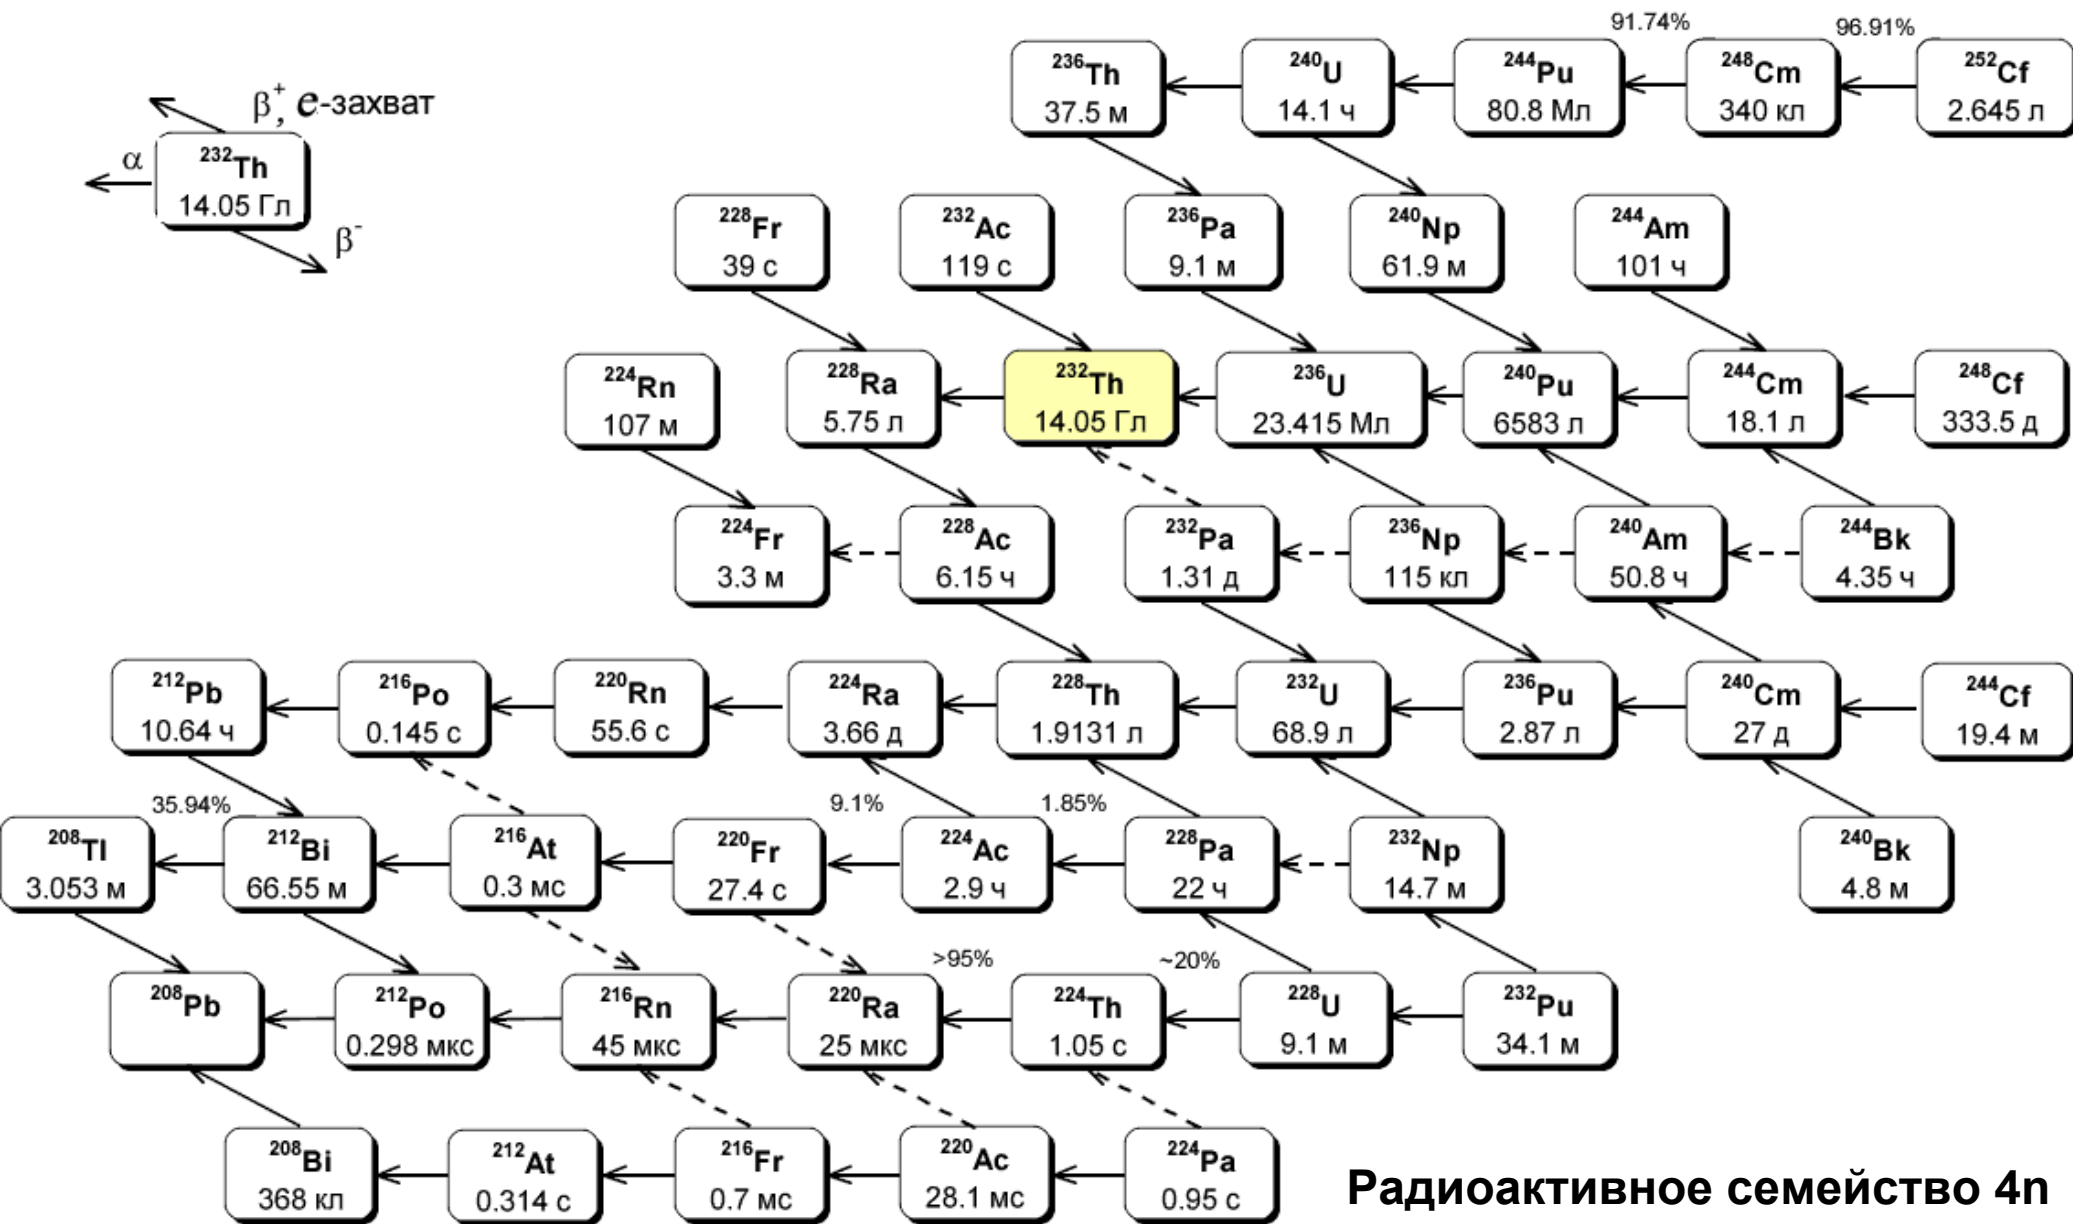 91.74%
96.91%
236Th
37.5 м
240U
14.1 ч
244Pu
80.8 Мл
248Cm
340 кл
252Cf
2.645 л
β+, e-захват
α
232Th
14.05 Гл
β-
228Fr
39 с
232Ac
119 с
236Pa
9.1 м
240Np
61.9 м
244Am
101 ч
224Rn
107 м
228Ra
5.75 л
232Th
14.05 Гл
236U
23.415 Мл
240Pu
6583 л
244Cm
18.1 л
248Cf
333.5 д
224Fr
3.3 м
228Ac
6.15 ч
232Pa
1.31 д
236Np
115 кл
240Am
50.8 ч
244Bk
4.35 ч
212Pb
10.64 ч
216Po
0.145 с
220Rn
55.6 с
224Ra
3.66 д
228Th
1.9131 л
232U
68.9 л
236Pu
2.87 л
240Cm
27 д
244Cf
19.4 м
35.94%
9.1%
1.85%
208Tl
3.053 м
212Bi
66.55 м
216At
0.3 мс
220Fr
27.4 с
224Ac
2.9 ч
228Pa
22 ч
232Np
14.7 м
240Bk
4.8 м
>95%
~20%
208Pb
212Po
0.298 мкс
216Rn
45 мкс
220Ra
25 мкс
224Th
1.05 с
228U
9.1 м
232Pu
34.1 м
208Bi
368 кл
212At
0.314 с
216Fr
0.7 мс
220Ac
28.1 мс
224Pa
0.95 с
Радиоактивное семейство 4n